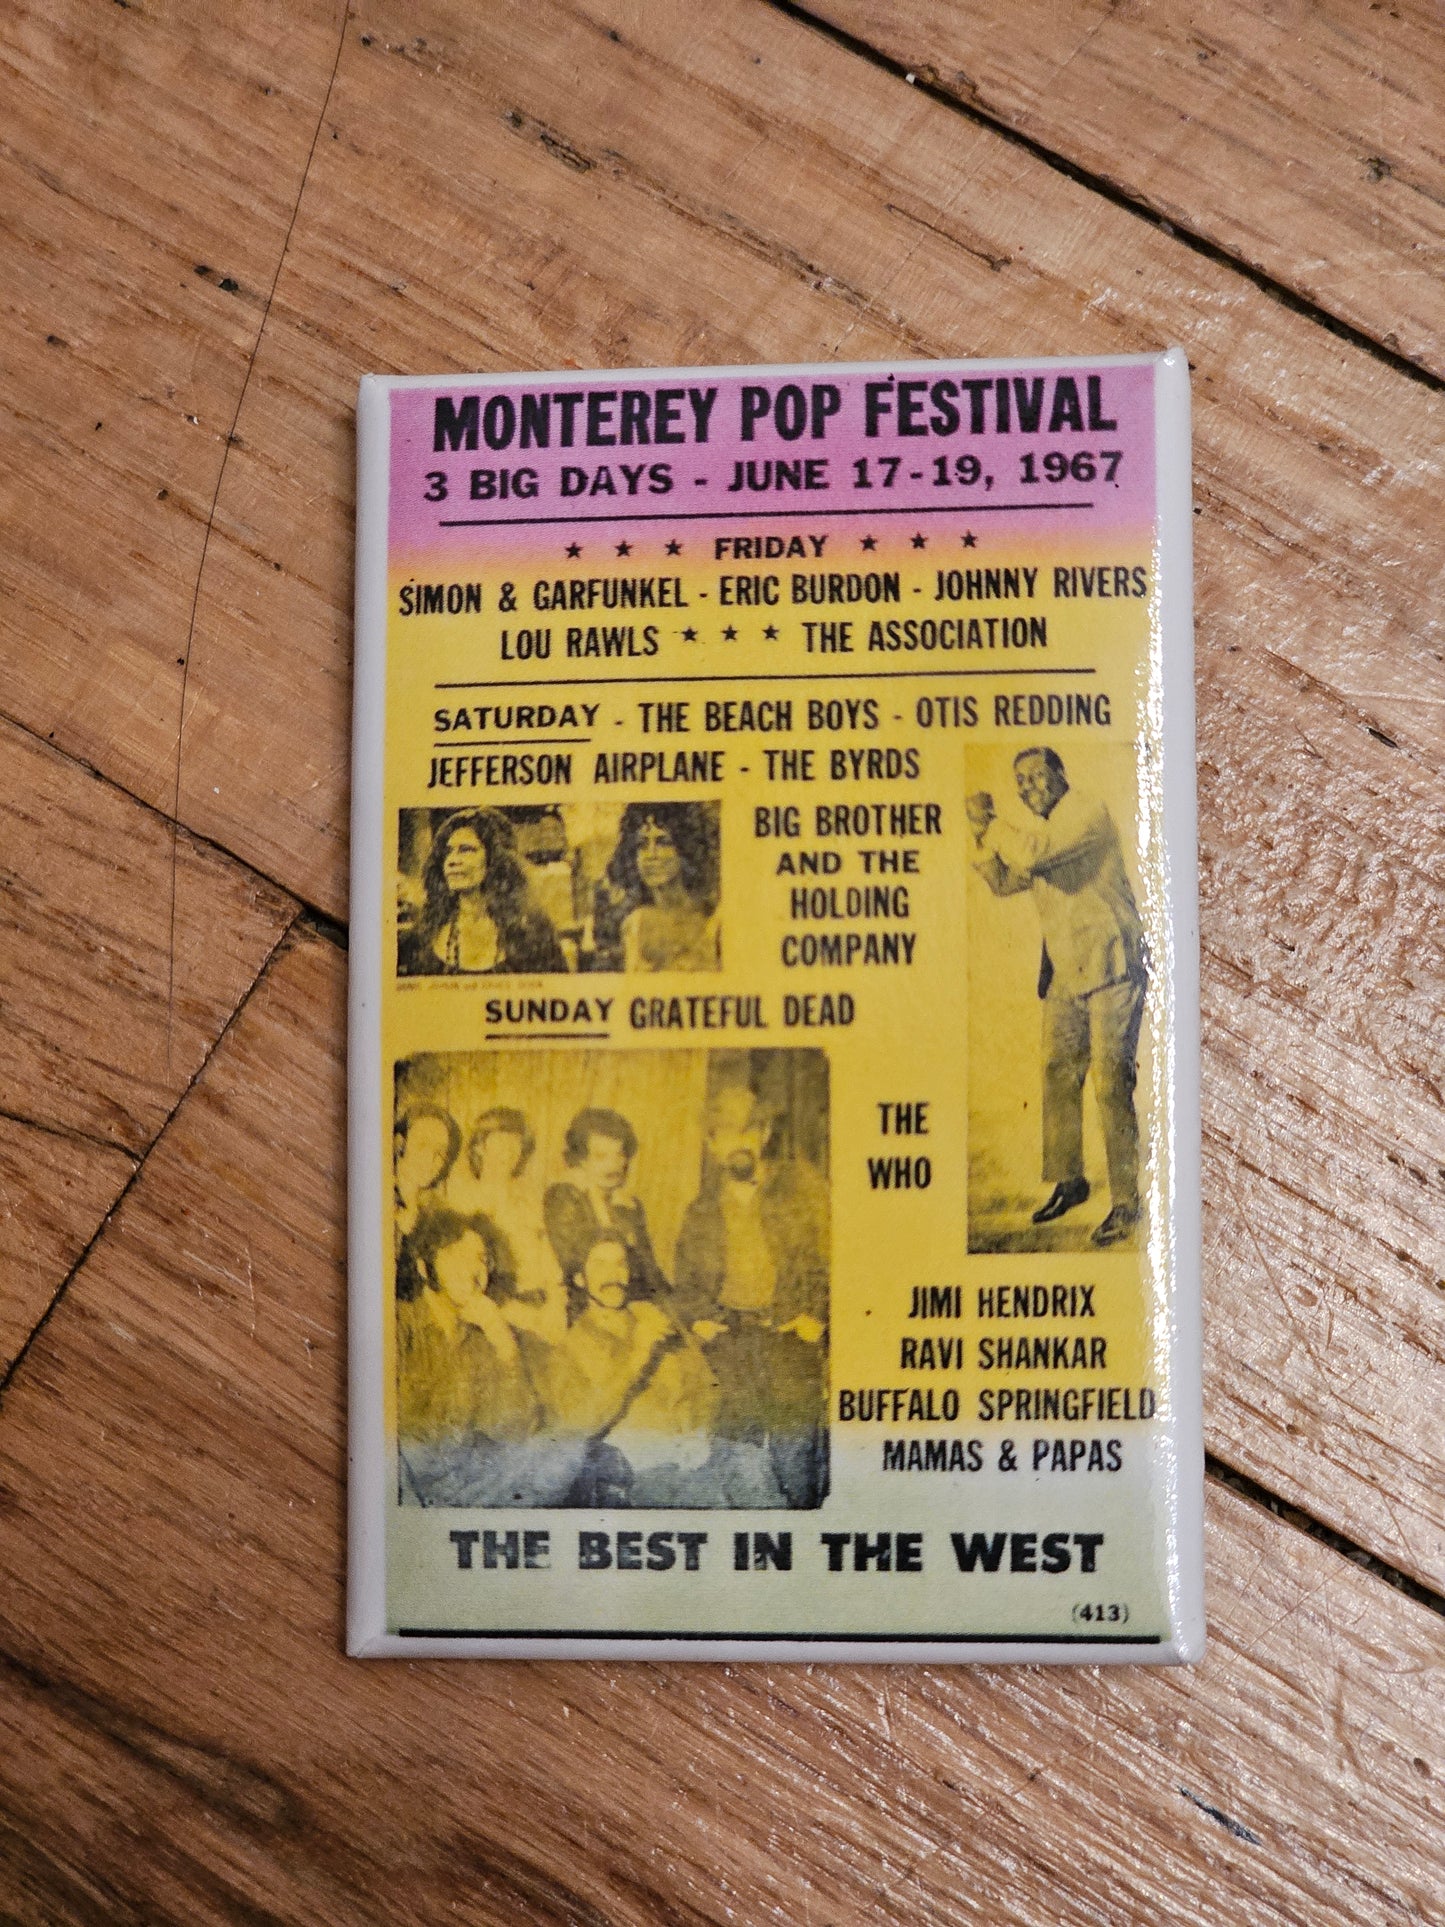 MONTEREY POP FESTIVAL
3 BIG DAYS - JUNE 17-19, 1967
★ ★ ★ FRIDAY ★ ★ ★
SIMON & GARFUNKEL - ERIC BURDON - JOHNNY RIVERS
LOU RAWLS ★ ★ ★ THE ASSOCIATION
SATURDAY - THE BEACH BOYS - OTIS REDDING
JEFFERSON AIRPLANE - THE BYRDS
BIG BROTHER
AND THE
HOLDING
COMPANY
SUNDAY GRATEFUL DEAD
THE
WHO
JIMI HENDRIX
RAVI SHANKAR
BUFFALO SPRINGFIELD
MAMAS & PAPAS
THE BEST IN THE WEST
(413)